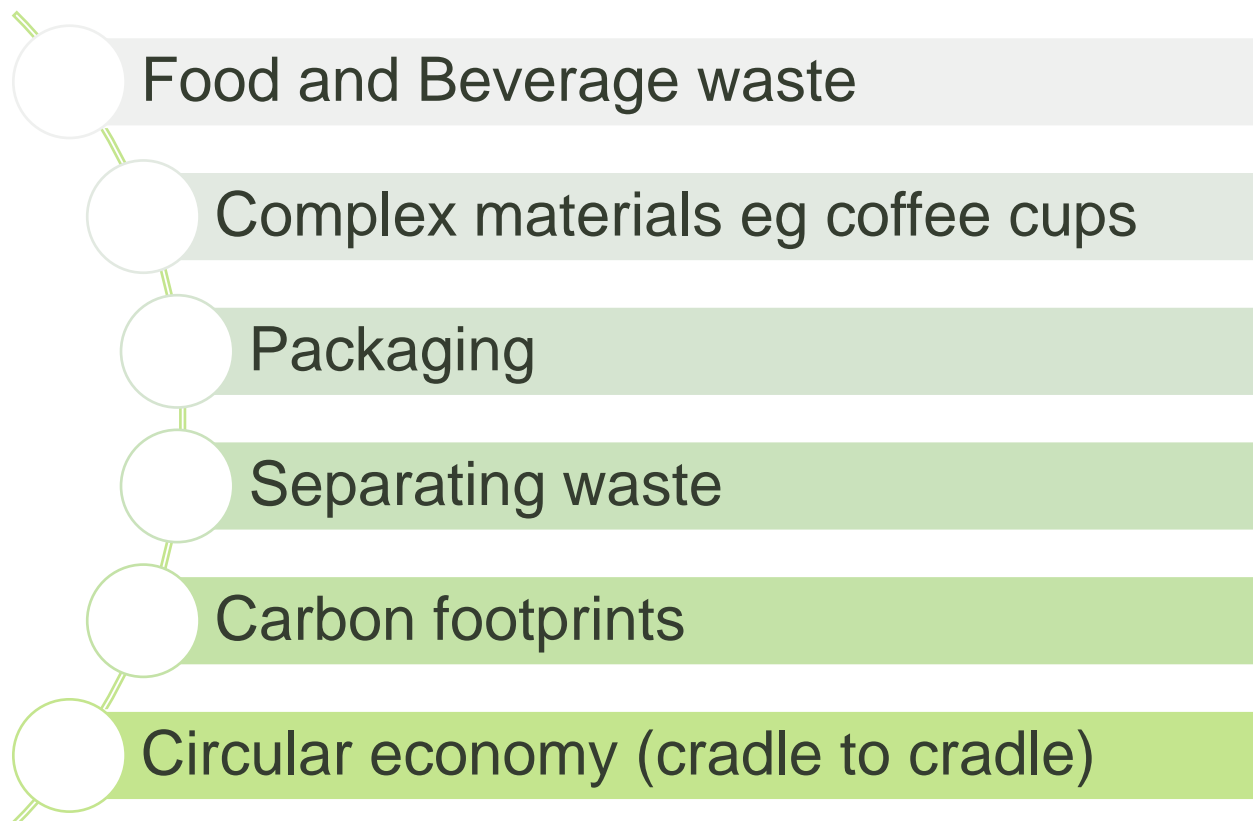 Food and Beverage waste
Complex materials eg coffee cups
Packaging
Separating waste
Carbon footprints
Circular economy (cradle to cradle)